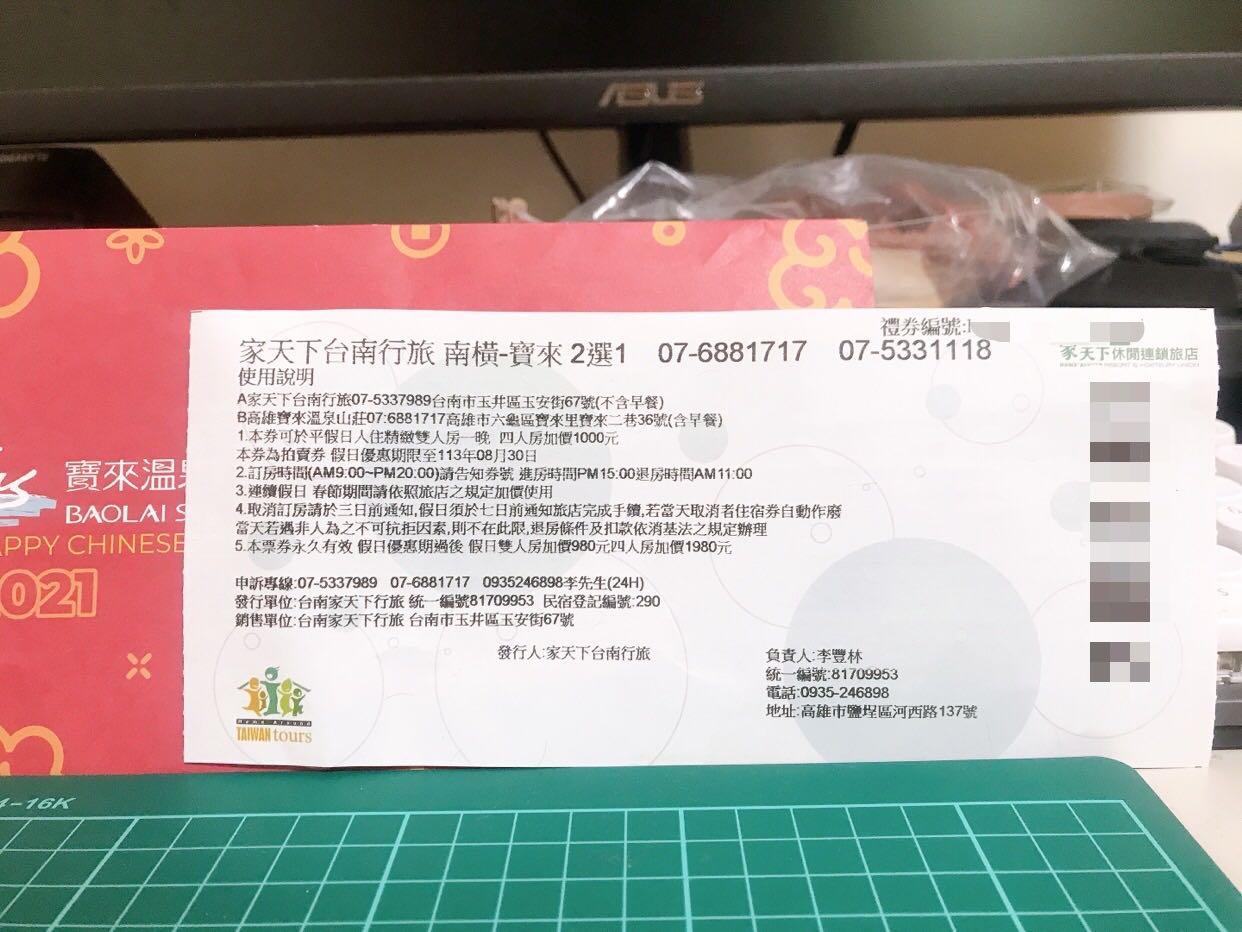 ASUS
禮券編號:
家天下台南行旅 南橫-寶來 2選1 07-6881717 07-5331118
家天下休閒連鎖旅店
使用說明
A家天下台南行旅07-5337989台南市玉井區玉安街67號(不含早餐)
B高雄寶來溫泉山莊07:6881717高雄市六龜區寶來里寶來二巷36號(含早餐)
1.本券可於平假日入住精緻雙人房一晚 四人房加價1000元
本券為拍賣券 假日優惠期限至113年08月30日
2.訂房時間(AM9:00~PM20:00)請告知券號 進房時間PM15:00退房時間AM11:00
3.連續假日 春節期間請依照旅店之規定加價使用
4.取消訂房請於三日前通知,假日須於七日前通知旅店完成手續,若當天取消者住宿券自動作廢
當天若遇非人為之不可抗拒因素,則不在此限,退房條件及扣款依消基法之規定辦理
5.本票券永久有效 假日優惠期過後 假日雙人房加價980元四人房加價1980元
申訴專線:07-5337989 07-6881717 0935246898李先生(24H)
發行單位:台南家天下行旅 統一編號81709953 民宿登記編號:290
銷售單位:台南家天下行旅 台南市玉井區玉安街67號
發行人:家天下台南行旅
負責人:李豐林
統一編號:81709953
電話:0935-246898
地址:高雄市鹽埕區河西路137號
Home Around
TAIWAN tours
寶來溫
BAOLAI S
APPY CHINESE
2021
4-16K